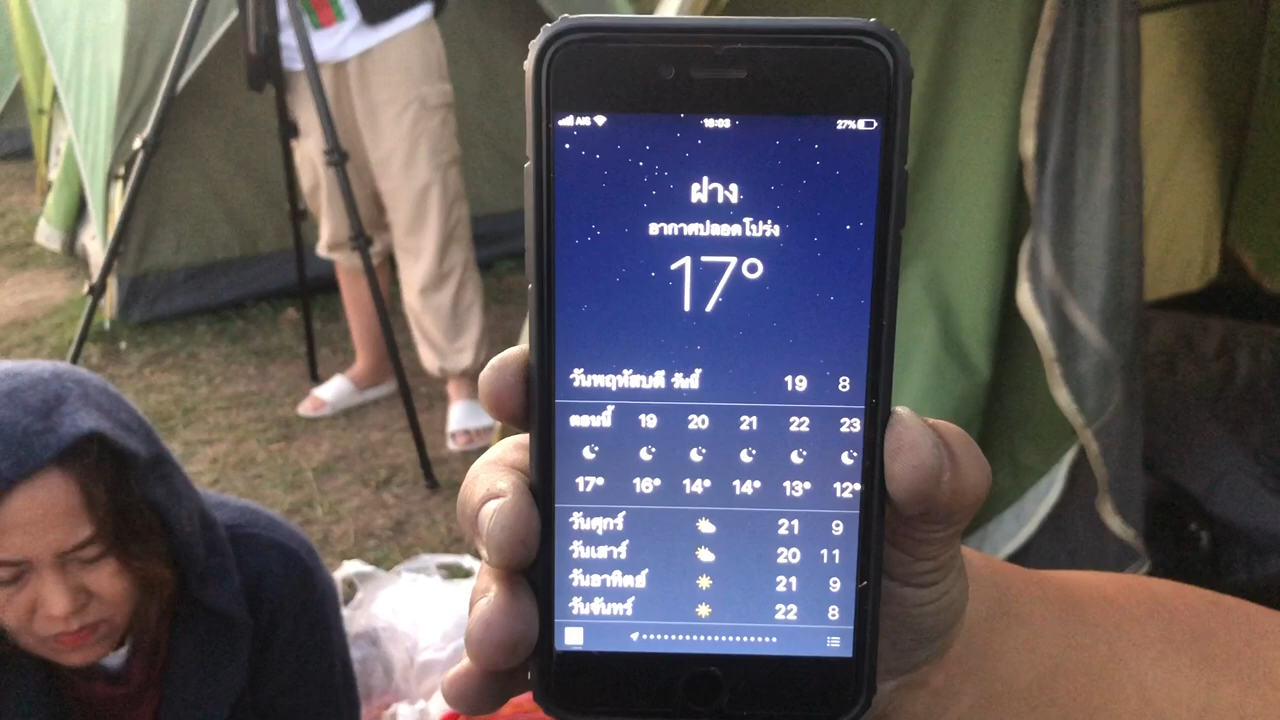 AIS 18:03 27%
ฝาง
อากาศปลอดโปร่ง
17°
วันพฤหัสบดี วันนี้ 19 8
ตอนนี้ 19 20 21 22 23
17° 16° 14° 14° 13° 12°
วันศุกร์ 21 9
วันเสาร์ 20 11
วันอาทิตย์ 21 9
วันจันทร์ 22 8